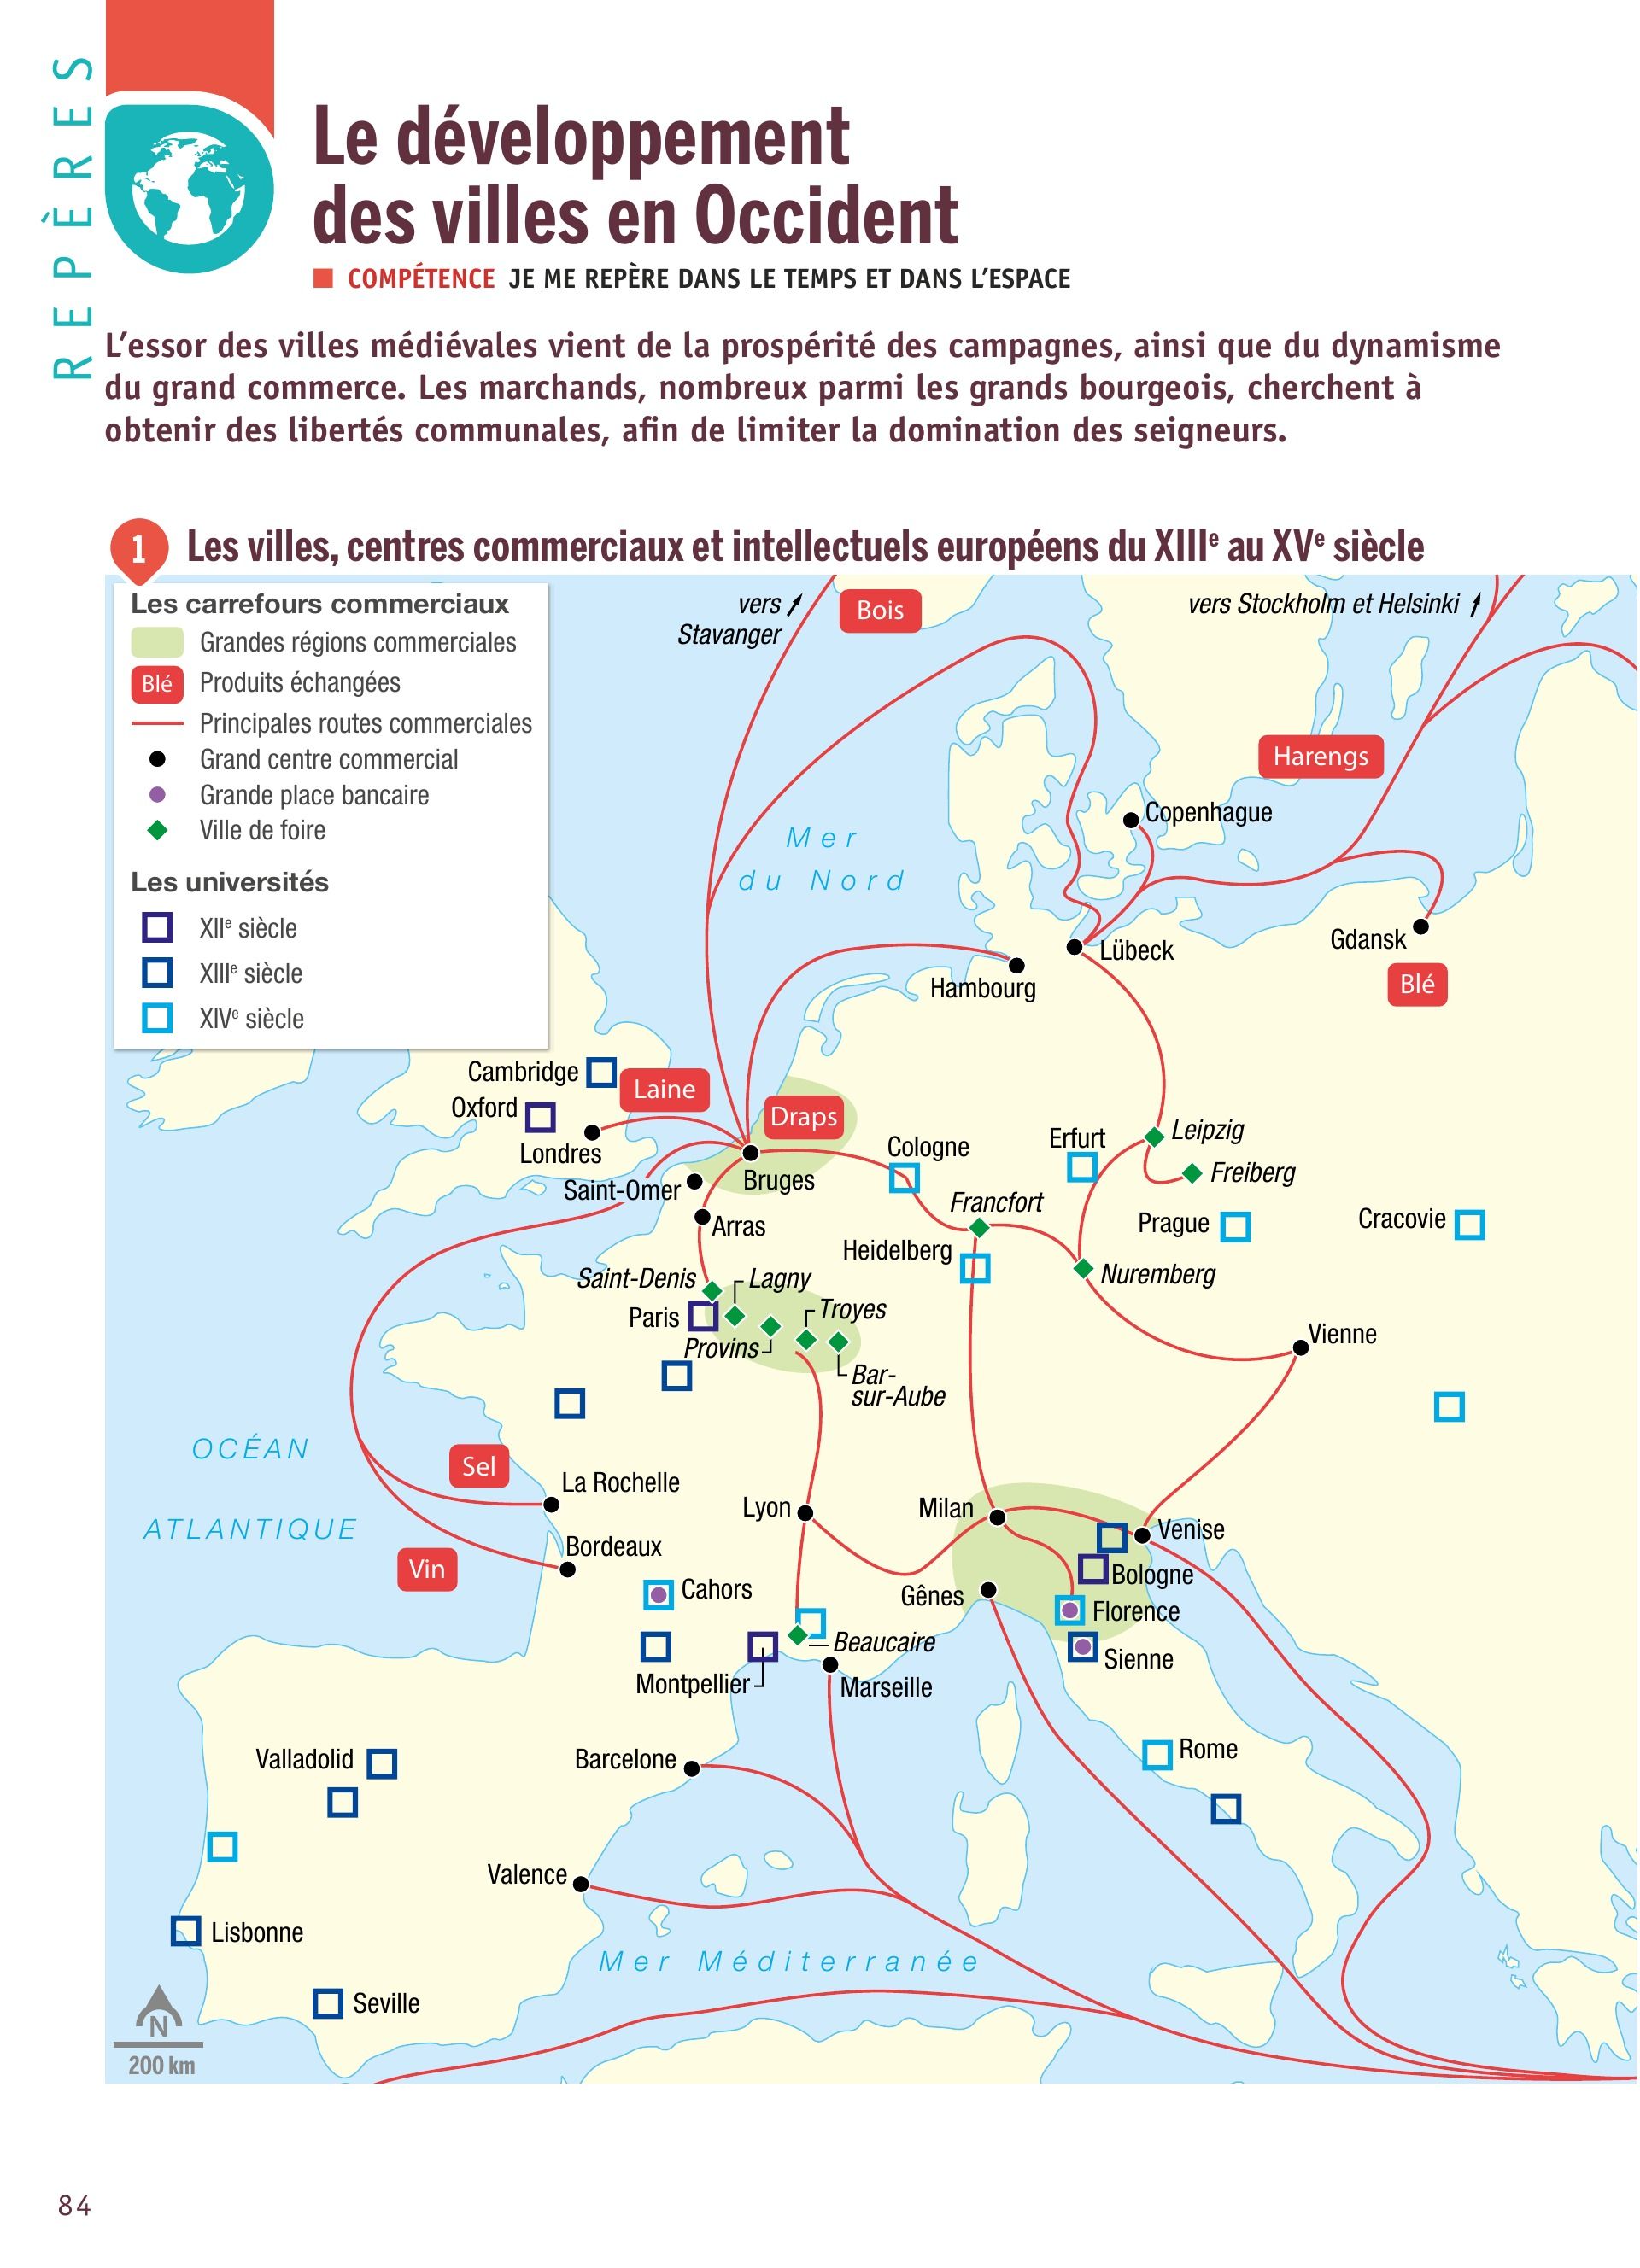 REPÈRES
Le développement
des villes en Occident
COMPÉTENCE JE ME REPÈRE DANS LE TEMPS ET DANS L'ESPACE
L'essor des villes médiévales vient de la prospérité des campagnes, ainsi que du dynamisme
du grand commerce. Les marchands, nombreux parmi les grands bourgeois, cherchent à
obtenir des libertés communales, afin de limiter la domination des seigneurs.
1 Les villes, centres commerciaux et intellectuels européens du XIIIe au XVe siècle
Les carrefours commerciaux
Grandes régions commerciales
Blé Produits échangées
Principales routes commerciales
Grand centre commercial
Grande place bancaire
Ville de foire
Les universités
XIIe siècle
XIIIe siècle
XIVe siècle
vers
Stavanger
Bois
vers Stockholm et Helsinki
Harengs
Copenhague
Mer
du Nord
Gdansk
Lübeck
Blé
Hambourg
Cambridge
Laine
Oxford
Draps
Londres
Cologne
Erfurt
Leipzig
Freiberg
Bruges
Saint-Omer
Francfort
Arras
Prague
Cracovie
Heidelberg
Nuremberg
Saint-Denis
Lagny
Paris
Troyes
Provins
Vienne
Bar-
sur-Aube
OCÉAN
ATLANTIQUE
Sel
La Rochelle
Lyon
Milan
Venise
Bordeaux
Vin
Bologne
Cahors
Gênes
Florence
Beaucaire
Sienne
Montpellier
Marseille
Valladolid
Barcelone
Rome
Valence
Lisbonne
Mer Méditerranée
Seville
N
200 km
84